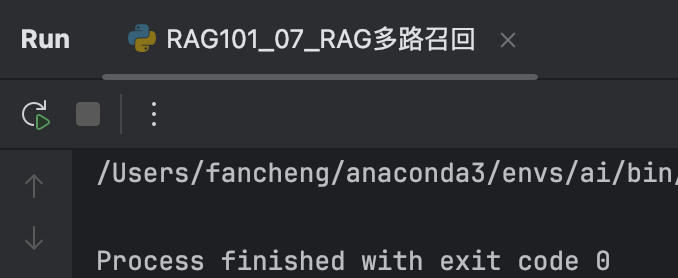 Run RAG101_07_RAG多路召回
/Users/fancheng/anaconda3/envs/ai/bin/
Process finished with exit code 0